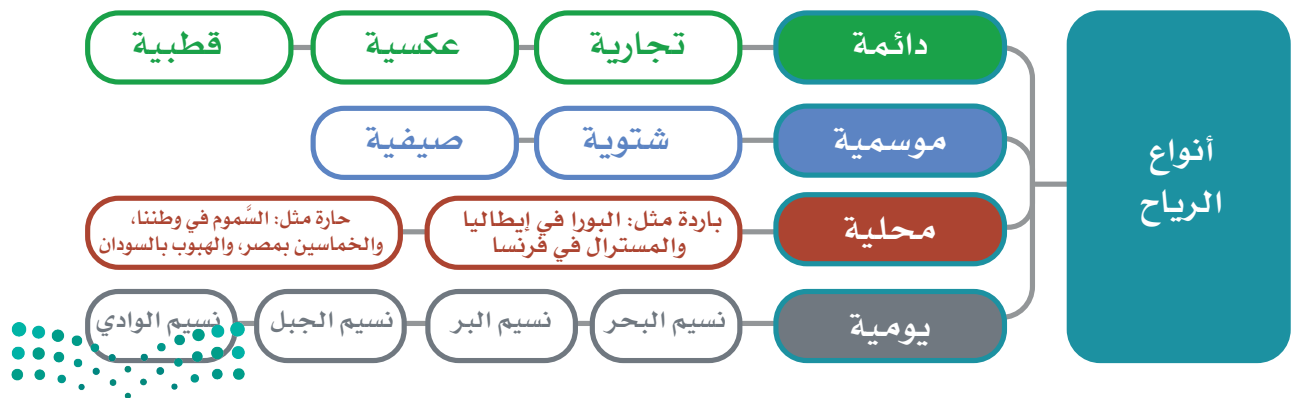 أنواع
الرياح
دائمة
تجارية
عكسية
قطبية
موسمية
شتوية
صيفية
محلية
باردة مثل: البورا في إيطاليا
والمسترال في فرنسا
حارة مثل: السَّموم في وطننا،
والخماسين بمصر، والهبوب بالسودان
يومية
نسيم البحر
نسيم البر
نسيم الجبل
نسيم الوادي